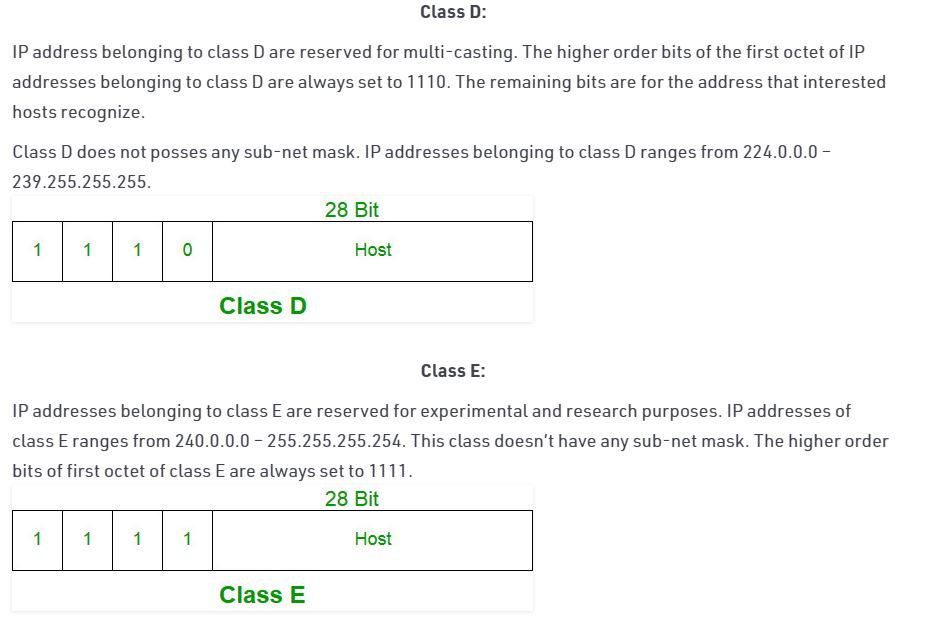 Class D:
IP address belonging to class D are reserved for multi-casting. The higher order bits of the first octet of IP
addresses belonging to class D are always set to 1110. The remaining bits are for the address that interested
hosts recognize.
Class D does not posses any sub-net mask. IP addresses belonging to class D ranges from 224.0.0.0 –
239.255.255.255.
28 Bit
1 1 1 0 Host
Class D
Class E:
IP addresses belonging to class E are reserved for experimental and research purposes. IP addresses of
class E ranges from 240.0.0.0 – 255.255.255.254. This class doesn’t have any sub-net mask. The higher order
bits of first octet of class E are always set to 1111.
28 Bit
1 1 1 1 Host
Class E